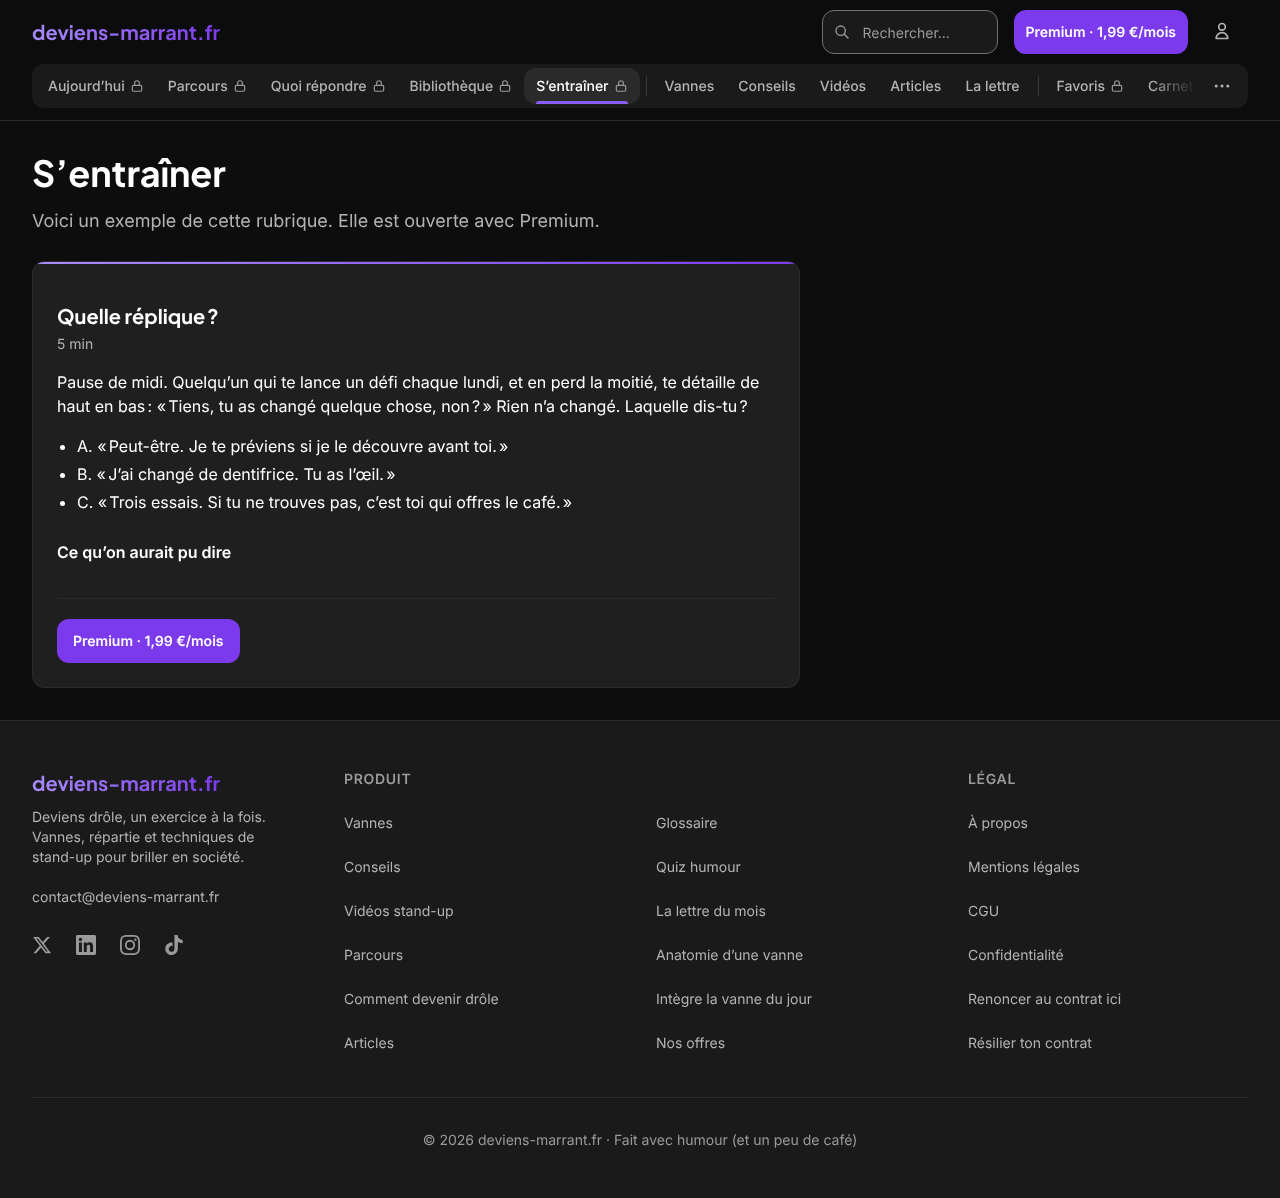 deviens-marrant.fr
Rechercher...
Premium · 1,99 €/mois
Aujourd’hui
Parcours
Quoi répondre
Bibliothèque
S’entraîner
Vannes
Conseils
Vidéos
Articles
La lettre
Favoris
Carnet
S’entraîner
Voici un exemple de cette rubrique. Elle est ouverte avec Premium.
Quelle réplique ?
5 min
Pause de midi. Quelqu’un qui te lance un défi chaque lundi, et en perd la moitié, te détaille de
haut en bas : « Tiens, tu as changé quelque chose, non ? » Rien n’a changé. Laquelle dis-tu ?
• A. « Peut-être. Je te préviens si je le découvre avant toi. »
• B. « J’ai changé de dentifrice. Tu as l’œil. »
• C. « Trois essais. Si tu ne trouves pas, c’est toi qui offres le café. »
Ce qu’on aurait pu dire
Premium · 1,99 €/mois
deviens-marrant.fr
Deviens drôle, un exercice à la fois.
Vannes, répartie et techniques de
stand-up pour briller en société.
contact@deviens-marrant.fr
PRODUIT
Vannes
Conseils
Vidéos stand-up
Parcours
Comment devenir drôle
Articles
Glossaire
Quiz humour
La lettre du mois
Anatomie d’une vanne
Intègre la vanne du jour
Nos offres
LÉGAL
À propos
Mentions légales
CGU
Confidentialité
Renoncer au contrat ici
Résilier ton contrat
© 2026 deviens-marrant.fr · Fait avec humour (et un peu de café)